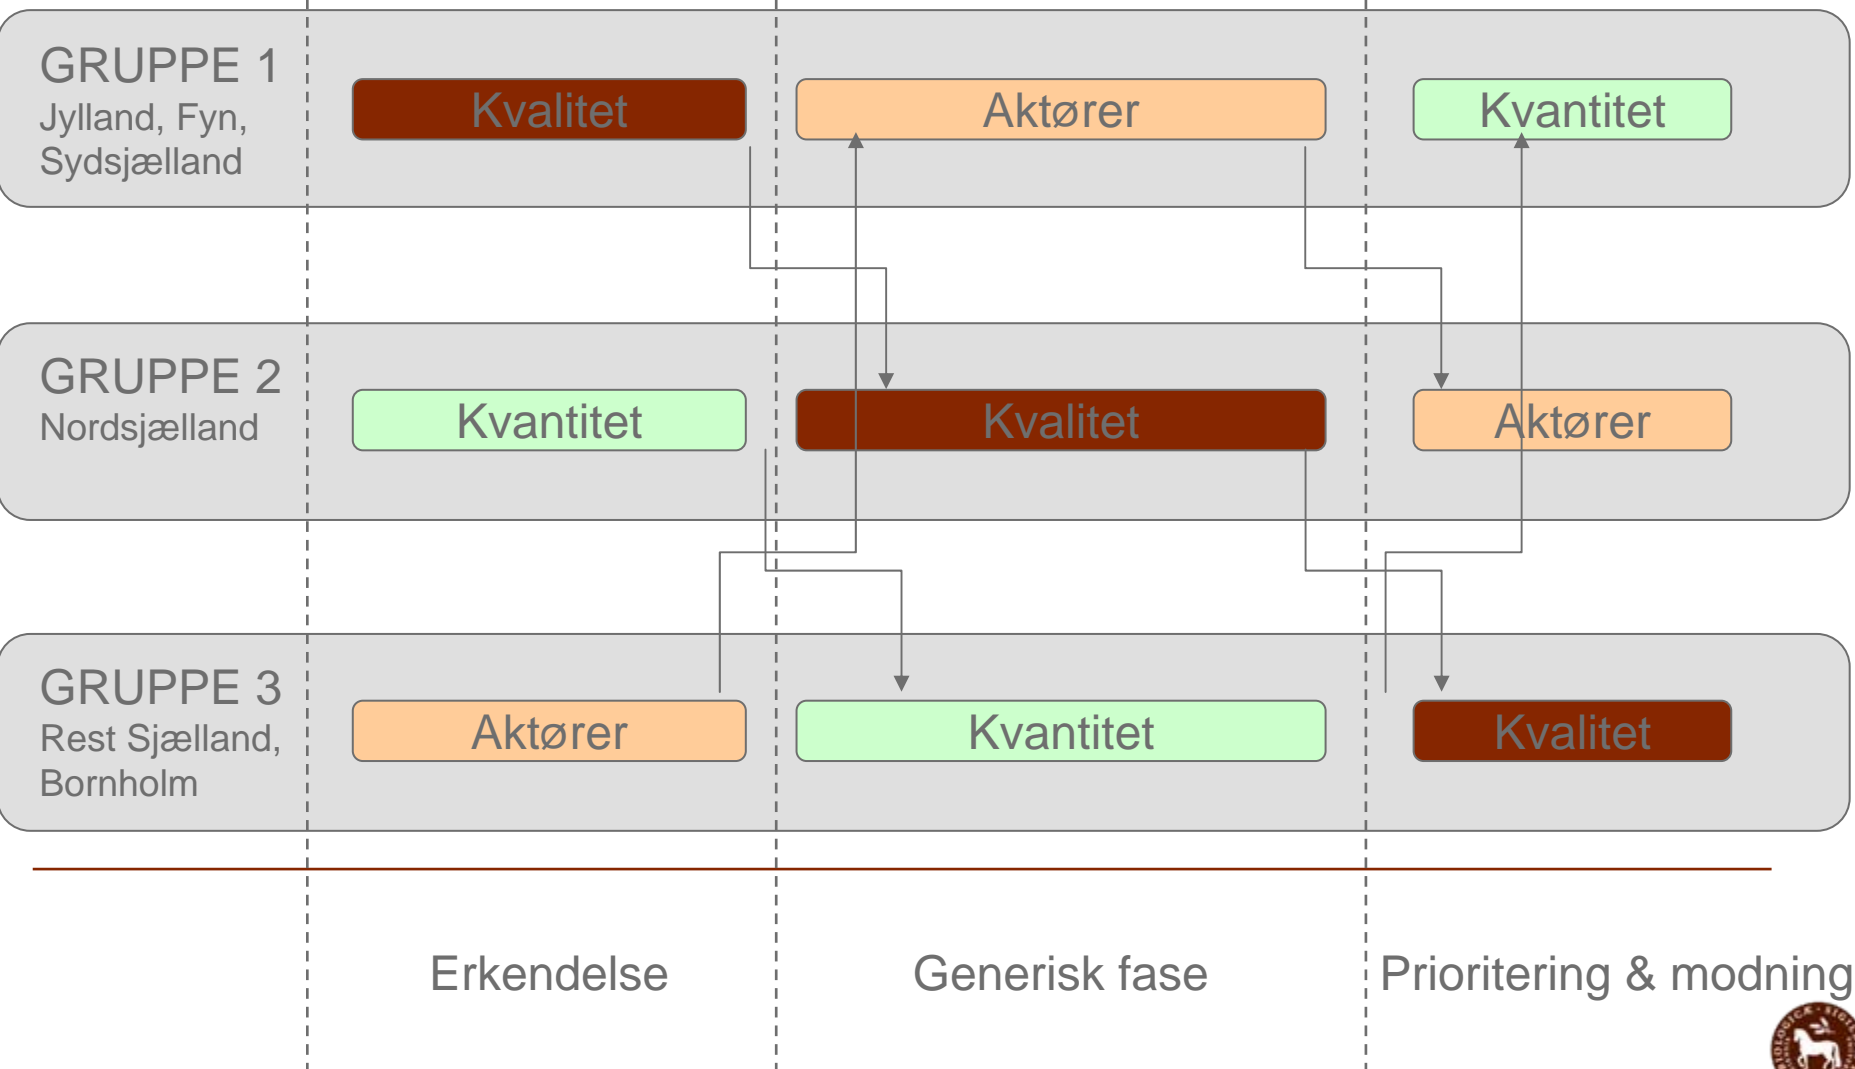 GRUPPE 1
Jylland, Fyn,
Sydsjælland
Kvalitet
Aktører
Kvantitet
GRUPPE 2
Nordsjælland
Kvantitet
Kvalitet
Aktører
GRUPPE 3
Rest Sjælland,
Bornholm
Aktører
Kvantitet
Kvalitet
Erkendelse
Generisk fase
Prioritering & modning